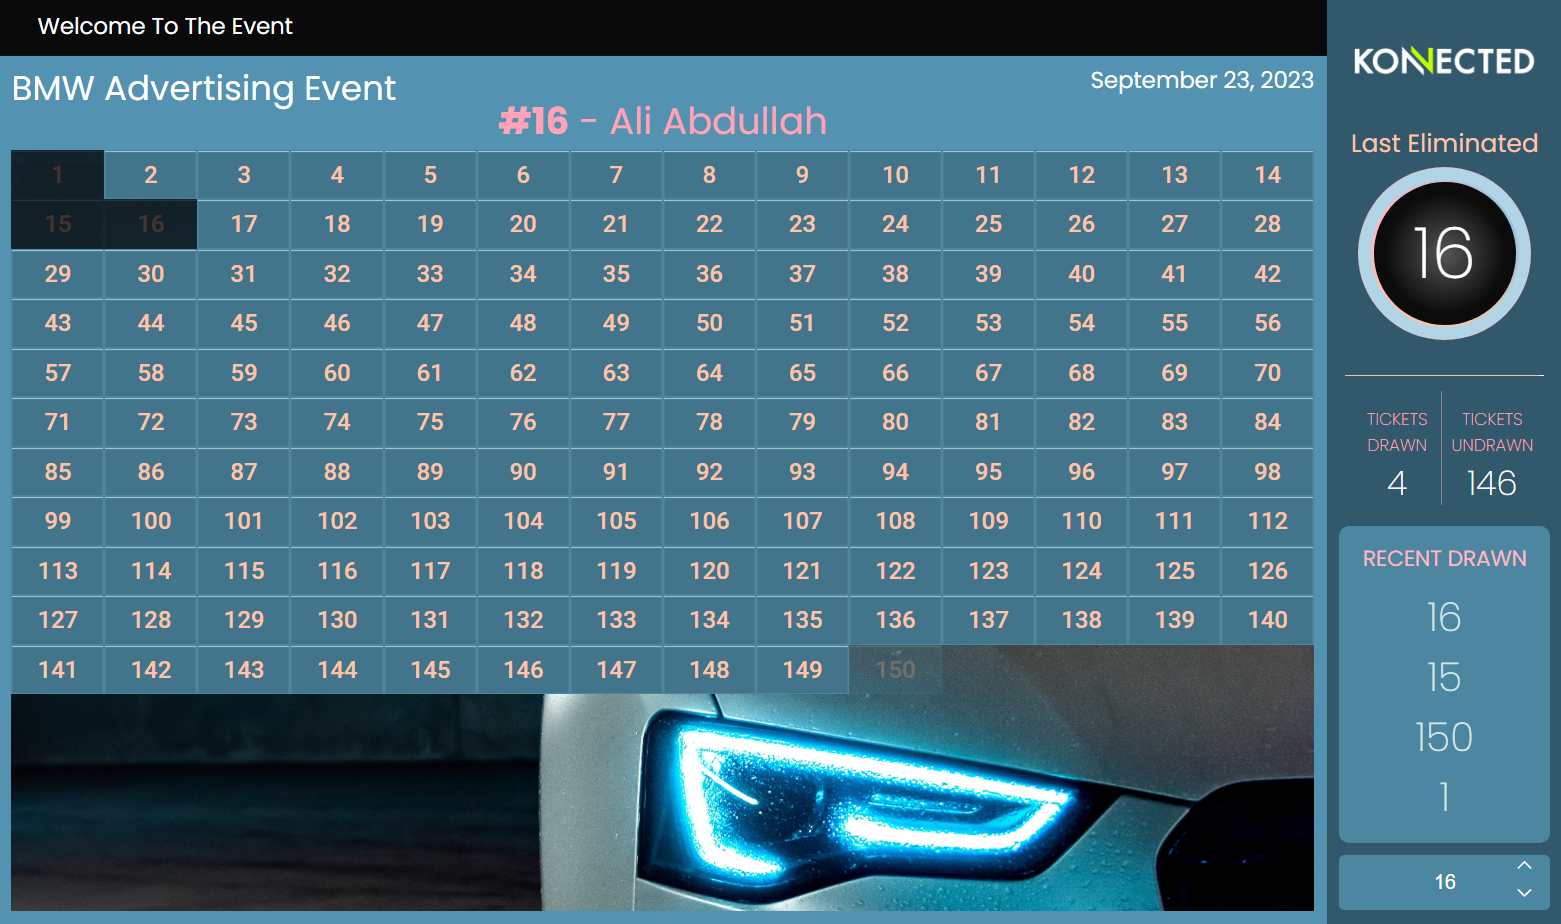 Welcome To The Event
BMW Advertising Event
September 23, 2023
#16 - Ali Abdullah
1 2 3 4 5 6 7 8 9 10 11 12 13 14
15 16 17 18 19 20 21 22 23 24 25 26 27 28
29 30 31 32 33 34 35 36 37 38 39 40 41 42
43 44 45 46 47 48 49 50 51 52 53 54 55 56
57 58 59 60 61 62 63 64 65 66 67 68 69 70
71 72 73 74 75 76 77 78 79 80 81 82 83 84
85 86 87 88 89 90 91 92 93 94 95 96 97 98
99 100 101 102 103 104 105 106 107 108 109 110 111 112
113 114 115 116 117 118 119 120 121 122 123 124 125 126
127 128 129 130 131 132 133 134 135 136 137 138 139 140
141 142 143 144 145 146 147 148 149 150
KONNECTED
Last Eliminated
16
TICKETS
DRAWN
4
TICKETS
UNDRAWN
146
RECENT DRAWN
16
15
150
1
16